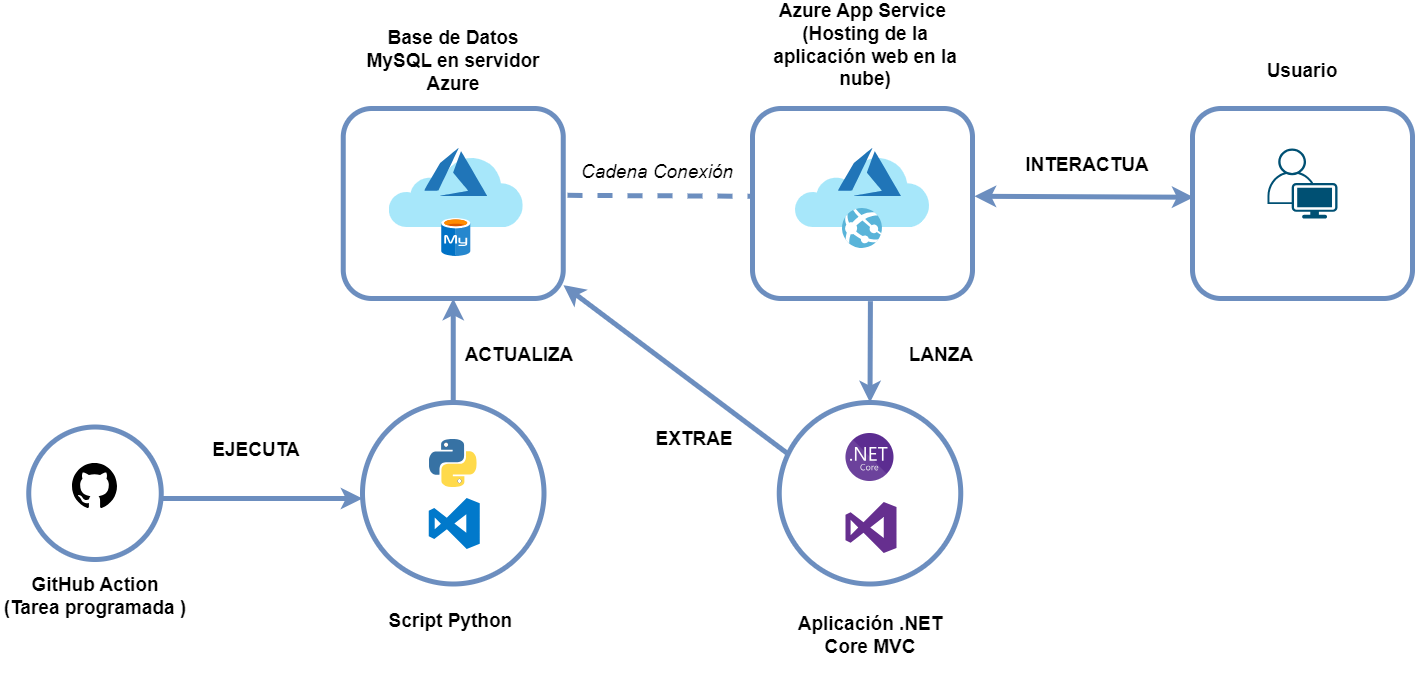 Base de Datos
MySQL en servidor
Azure
Azure App Service
(Hosting de la
aplicación web en la
nube)
Usuario
Cadena Conexión
INTERACTUA
My
ACTUALIZA
LANZA
EXTRAE
EJECUTA
.NET
Core
GitHub Action
(Tarea programada )
Script Python
Aplicación .NET
Core MVC